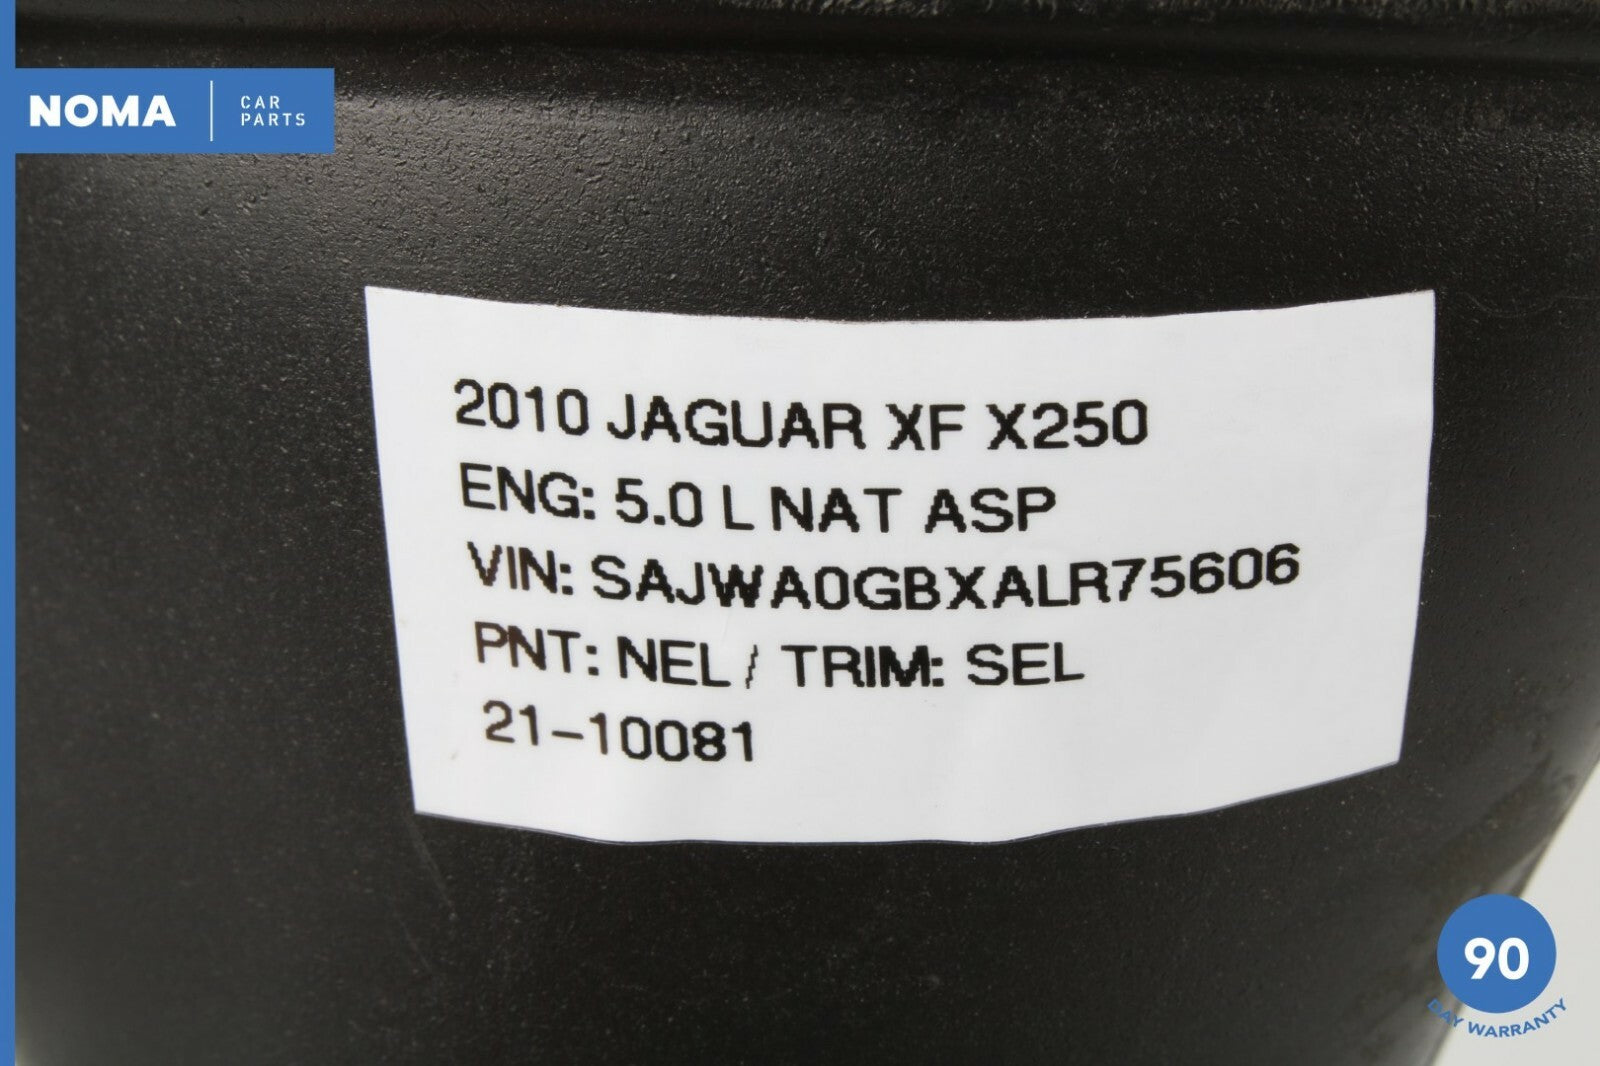 NOMA
CAR
PARTS
2010 JAGUAR XF X250
ENG: 5.0 L NAT ASP
VIN: SAJWA0GBXALR75606
PNT: NEL / TRIM: SEL
21-10081
90
DAY WARRANTY